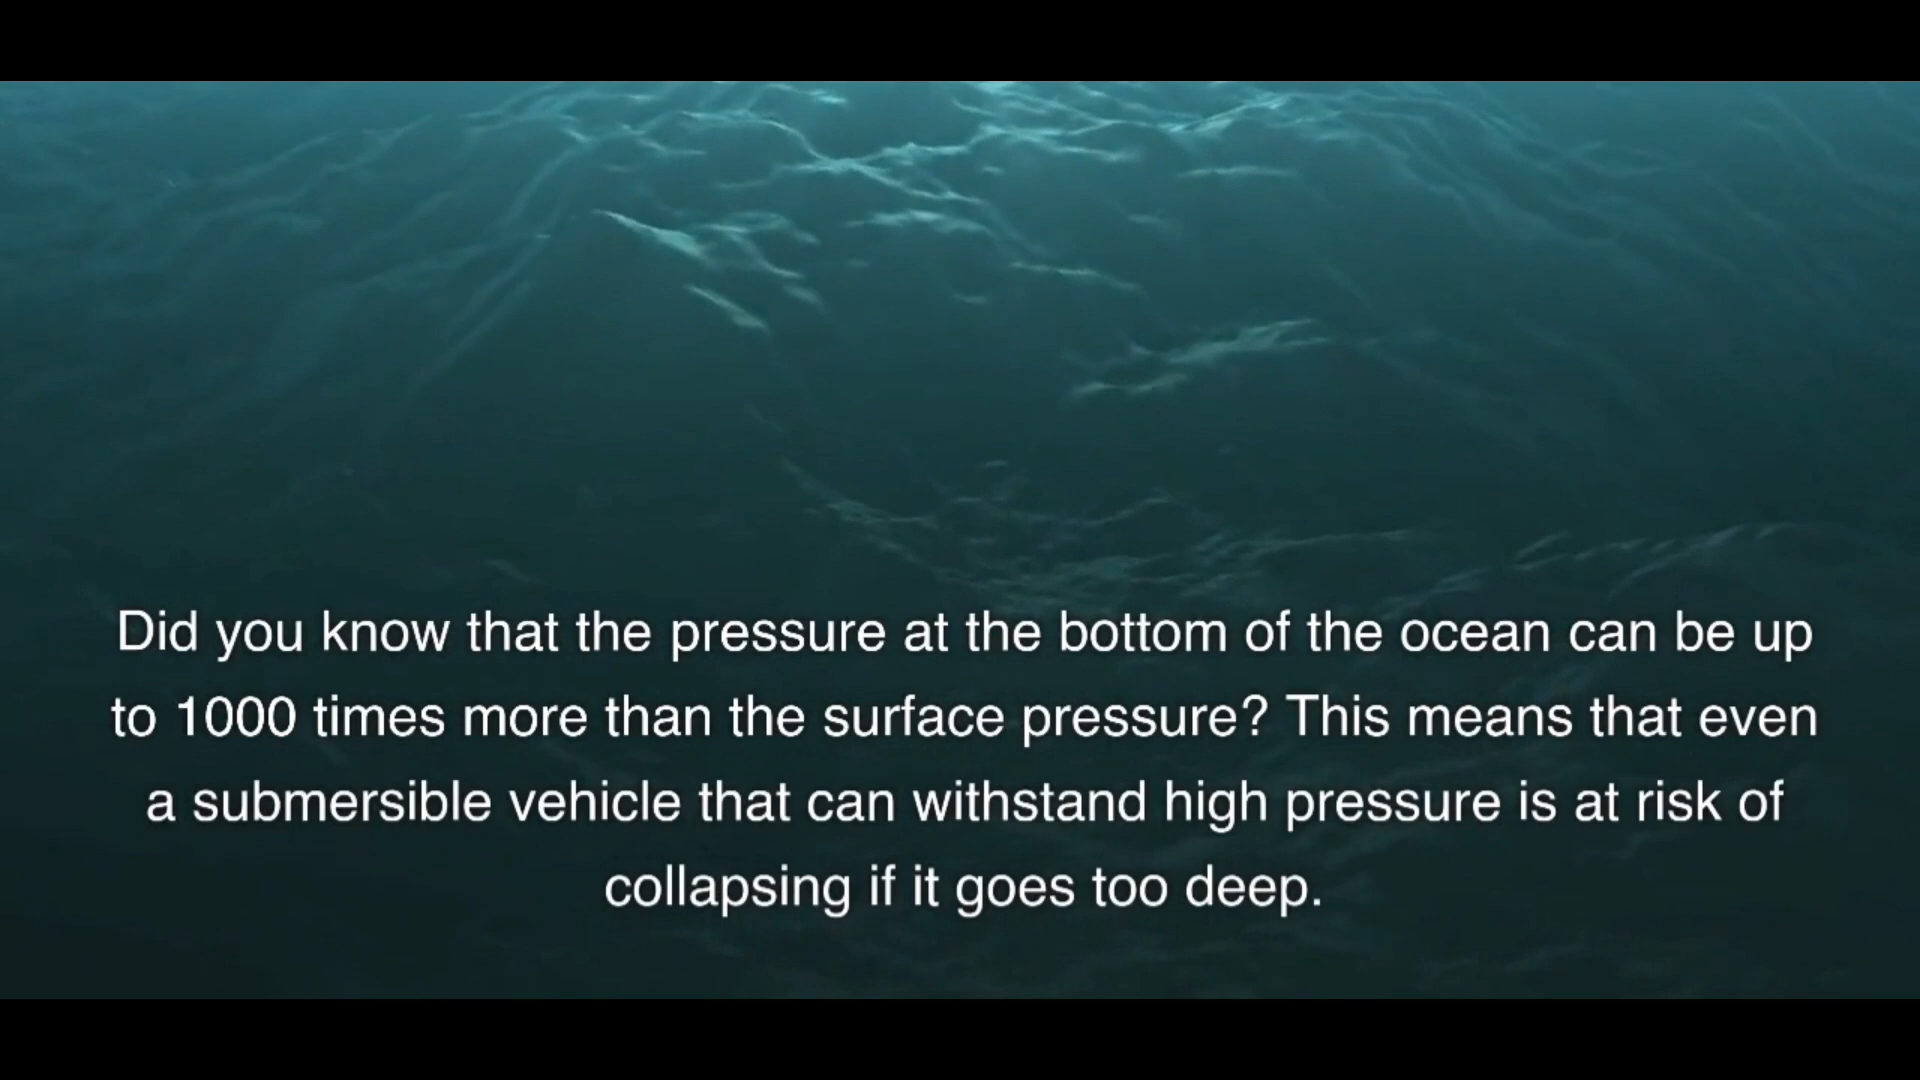 Did you know that the pressure at the bottom of the ocean can be up
to 1000 times more than the surface pressure? This means that even
a submersible vehicle that can withstand high pressure is at risk of
collapsing if it goes too deep.